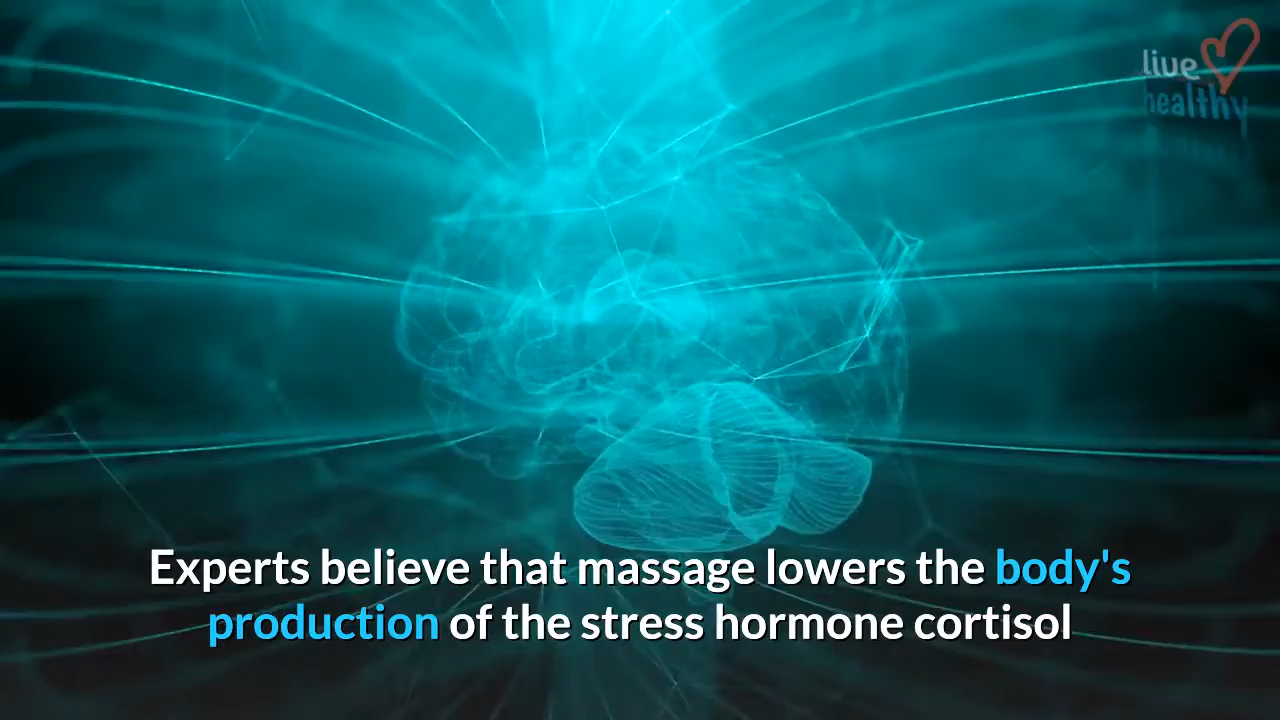 live
healthy
Experts believe that massage lowers the body's
production of the stress hormone cortisol